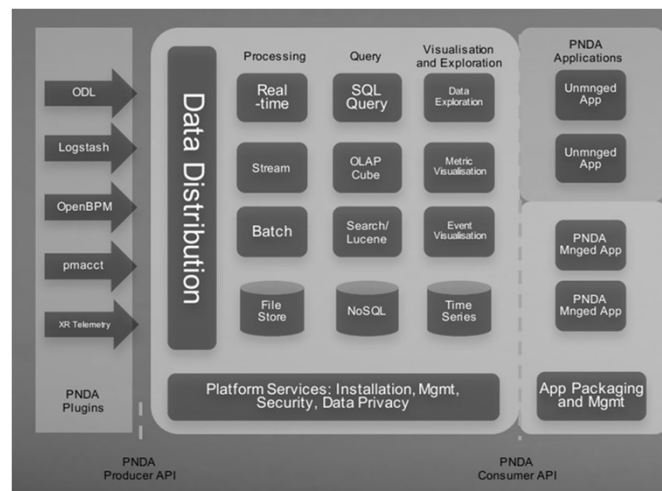 ODL
Logstash
OpenBPM
pmacct
XR Telemetry
PNDA
Plugins
PNDA
Producer API
Data Distribution
Processing
Real
-time
Stream
Batch
File
Store
Query
SQL
Query
OLAP
Cube
Search/
Lucene
NoSQL
Visualisation
and Exploration
Data
Exploration
Metric
Visualisation
Event
Visualisation
Time
Series
Platform Services: Installation, Mgmt,
Security, Data Privacy
PNDA
Applications
Unmnged
App
Unmnged
App
PNDA
Mnged App
PNDA
Mnged App
App Packaging
and Mgmt
PNDA
Consumer API